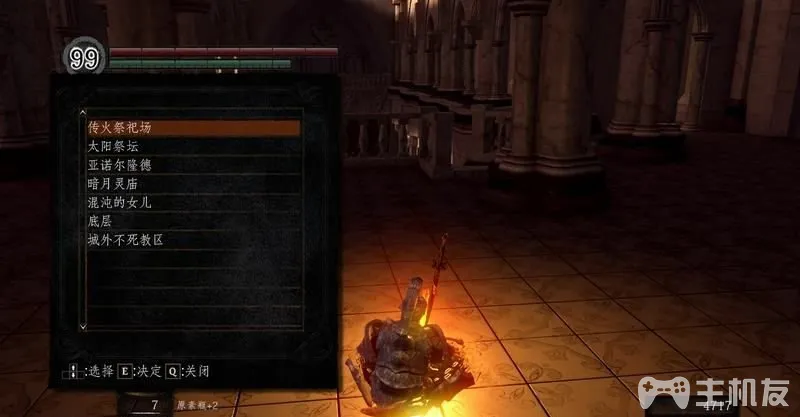 99
传火祭祀场
太阳祭坛
亚诺尔隆德
暗月灵庙
混沌的女儿
底层
城外不死教区
:选择 E:决定 Q:关闭
7 原素瓶+2
4717
主机友